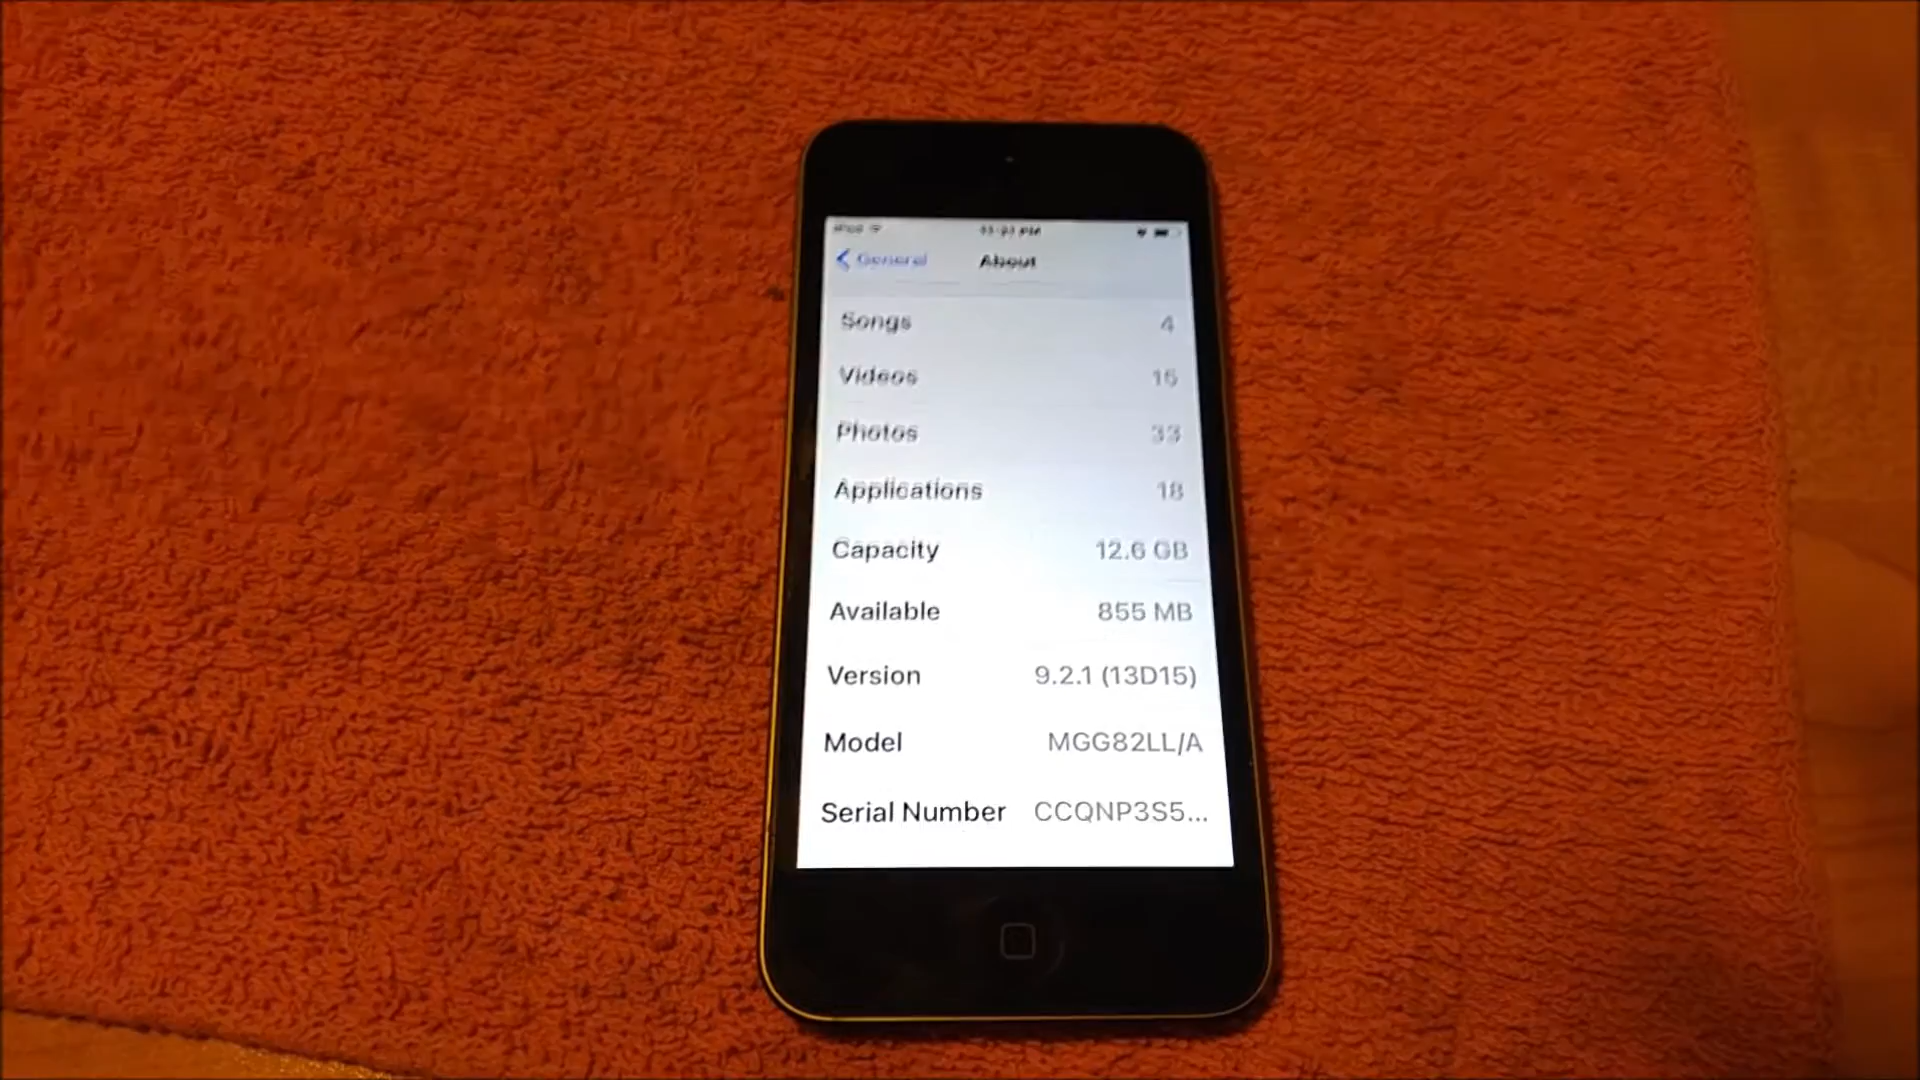 iPod
General About
Songs 4
Videos 15
Photos 33
Applications 18
Capacity 12.6 GB
Available 855 MB
Version 9.2.1 (13D15)
Model MGG82LL/A
Serial Number CCQNP3S5...